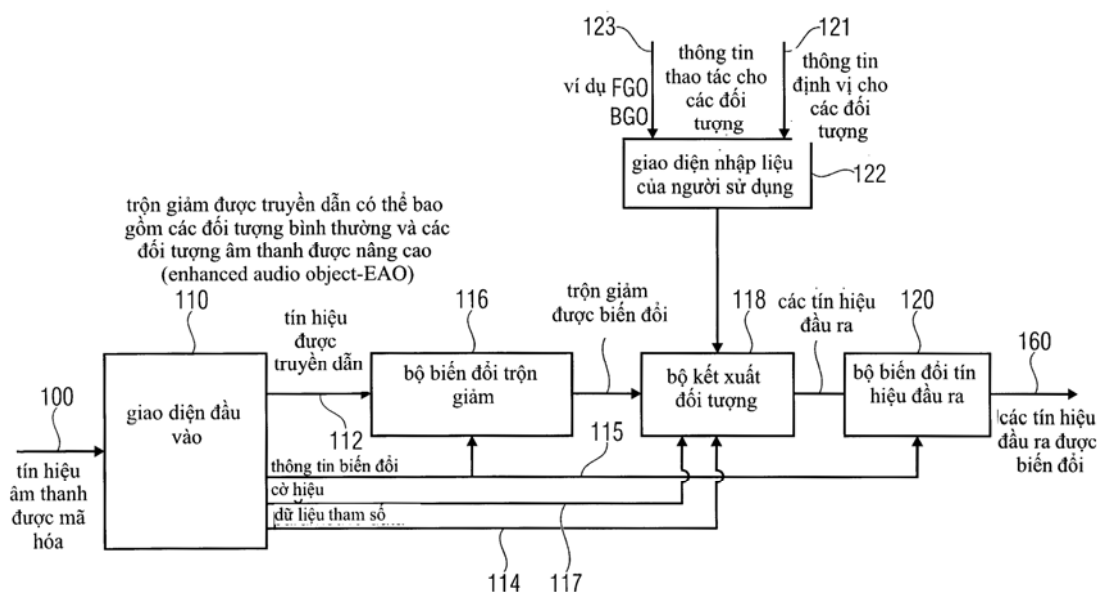 123
121
thông tin
thao tác cho
các đối
tượng
thông tin
định vị cho
các đối
tượng
ví dụ FGO
BGO
giao diện nhập liệu
của người sử dụng
122
trộn giảm được truyền dẫn có thể bao
gồm các đối tượng bình thường và các
đối tượng âm thanh được nâng cao
(enhanced audio object-EAO)
110
116
118
120
160
tín hiệu
được
truyền dẫn
trộn giảm
được biến đổi
các tín hiệu
đầu ra
100
giao diện đầu
vào
bộ biến đổi trộn
giảm
bộ kết xuất
đối tượng
bộ biến đổi tín
hiệu đầu ra
112
115
tín hiệu
âm thanh
được mã
hóa
thông tin biến đổi
cờ hiệu
dữ liệu tham số
các tín hiệu
đầu ra được
biến đổi
114
117